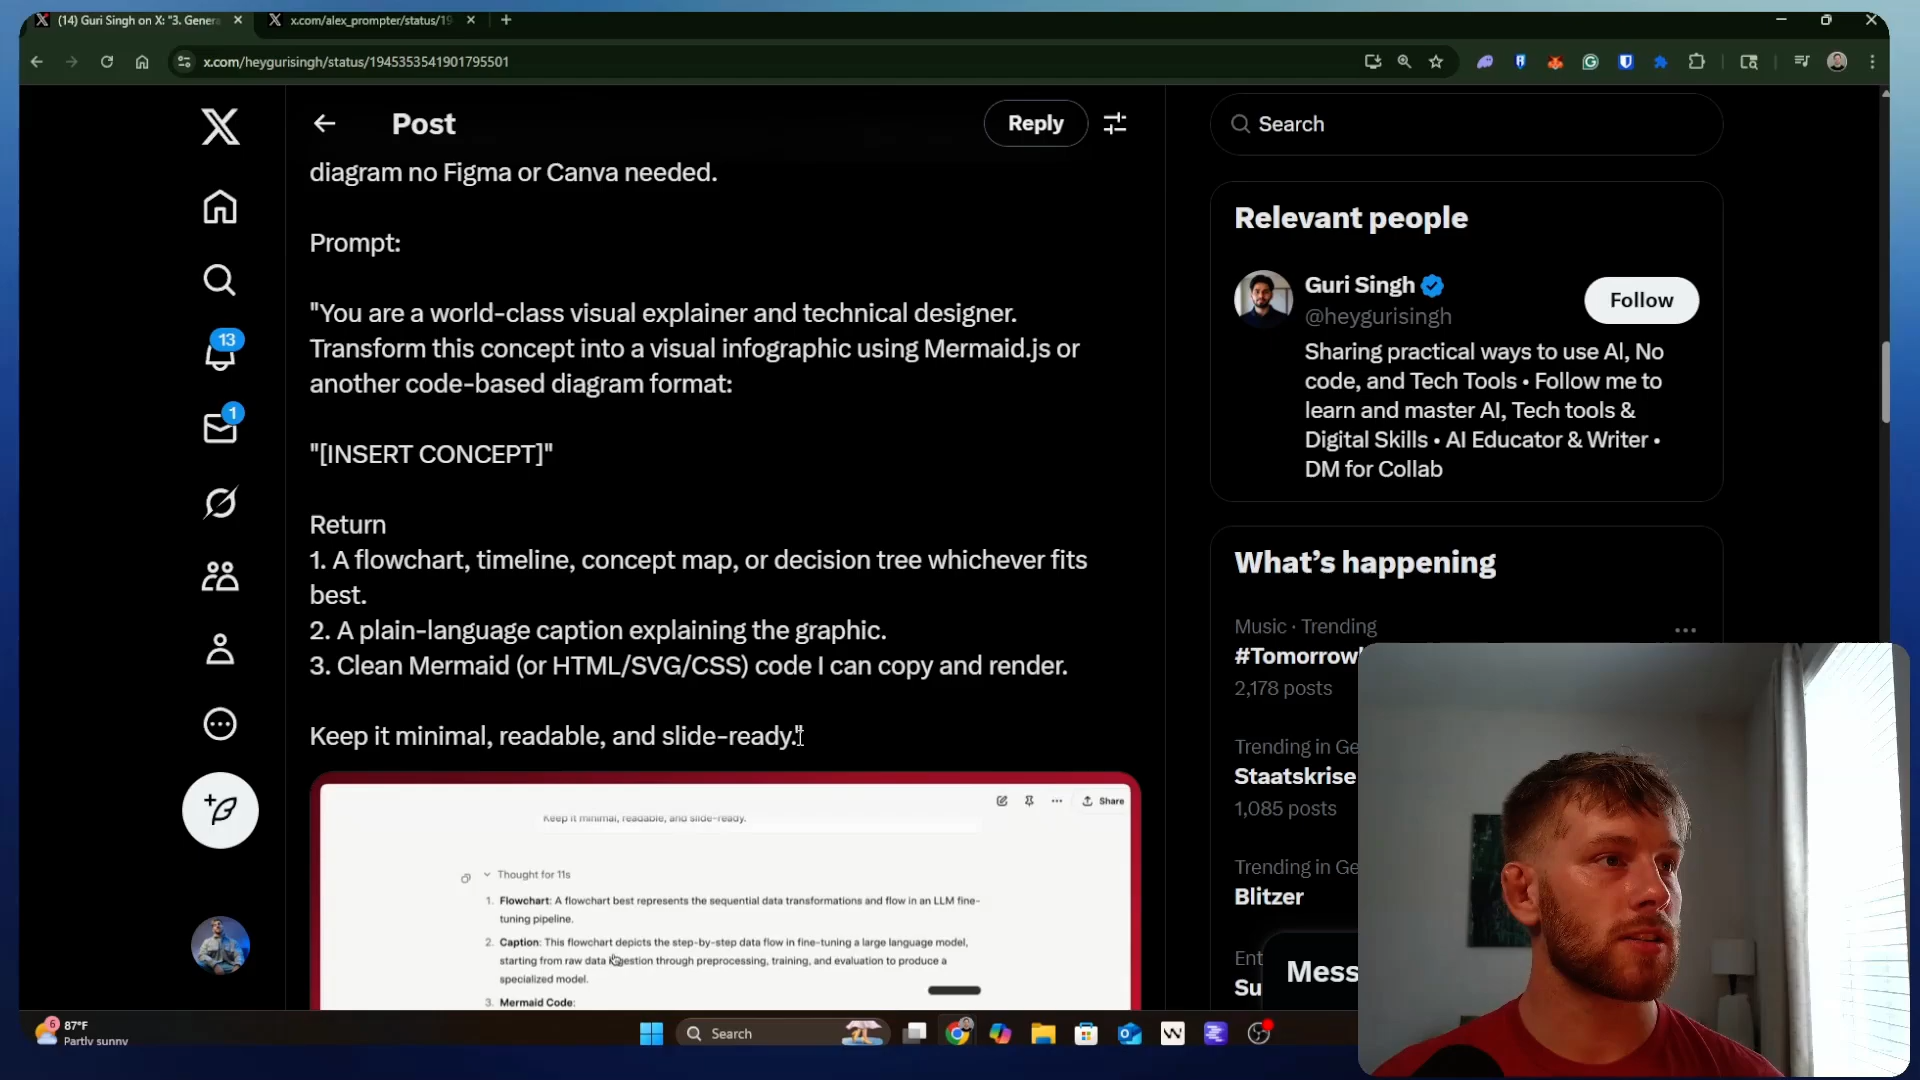 (14) Guri Singh on X: "3. Genera
x.com/alex_prompter/status/19
x.com/heygurisingh/status/1945353541901795501
Post
Reply
Search
diagram no Figma or Canva needed.
Prompt:
"You are a world-class visual explainer and technical designer.
Transform this concept into a visual infographic using Mermaid.js or
another code-based diagram format:
"[INSERT CONCEPT]"
Return
1. A flowchart, timeline, concept map, or decision tree whichever fits
best.
2. A plain-language caption explaining the graphic.
3. Clean Mermaid (or HTML/SVG/CSS) code I can copy and render.
Keep it minimal, readable, and slide-ready."
Share
Keep it minimal, readable, and slide-ready.
Thought for 11s
1. Flowchart: A flowchart best represents the sequential data transformations and flow in an LLM fine-
tuning pipeline.
2. Caption: This flowchart depicts the step-by-step data flow in fine-tuning a large language model,
starting from raw data ingestion through preprocessing, training, and evaluation to produce a
specialized model.
3. Mermaid Code:
13
1
Relevant people
Guri Singh
@heygurisingh
Follow
Sharing practical ways to use AI, No
code, and Tech Tools • Follow me to
learn and master AI, Tech tools &
Digital Skills • AI Educator & Writer •
DM for Collab
What's happening
Music · Trending
#Tomorrow
2,178 posts
Trending in Ge
Staatskrise
1,085 posts
Trending in Ge
Blitzer
Ent
Su
Mess
6
87°F
Partly sunny
Search